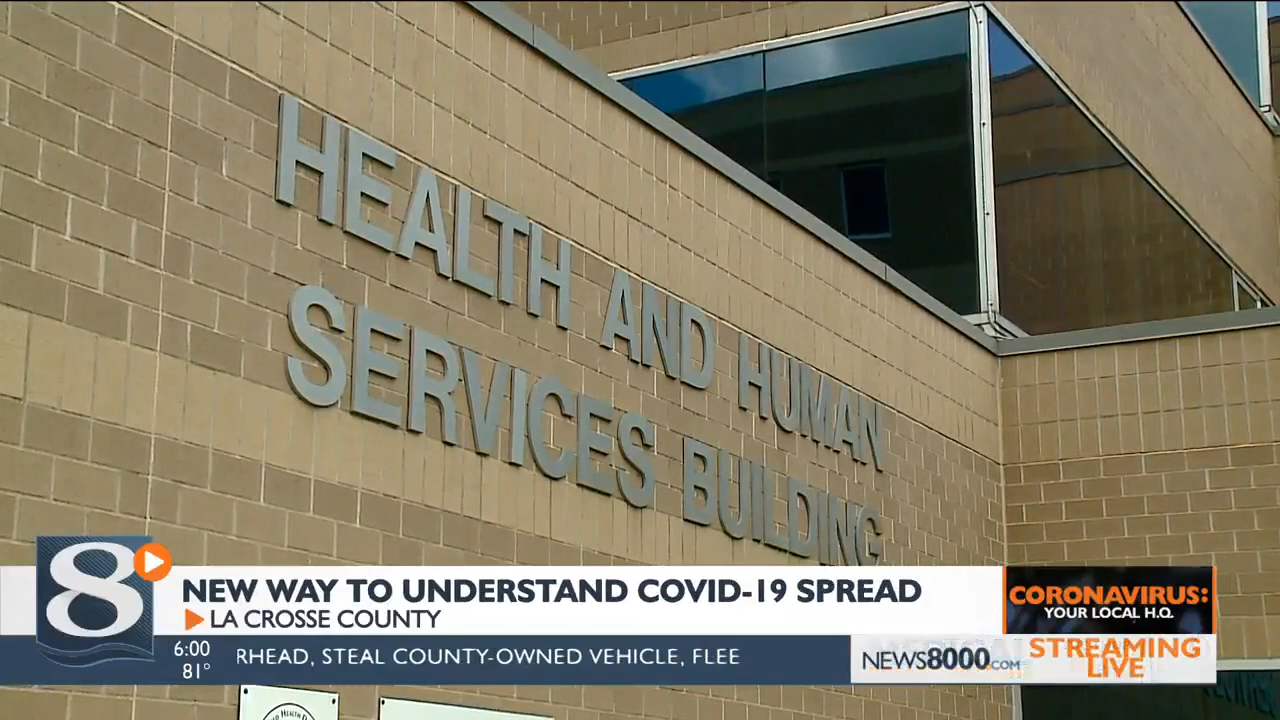 HEALTH AND HUMAN
SERVICES BUILDING
8
NEW WAY TO UNDERSTAND COVID-19 SPREAD
LA CROSSE COUNTY
CORONAVIRUS:
YOUR LOCAL H.Q.
6:00
81°
RHEAD, STEAL COUNTY-OWNED VEHICLE, FLEE
NEWS8000.COM
STREAMING
LIVE